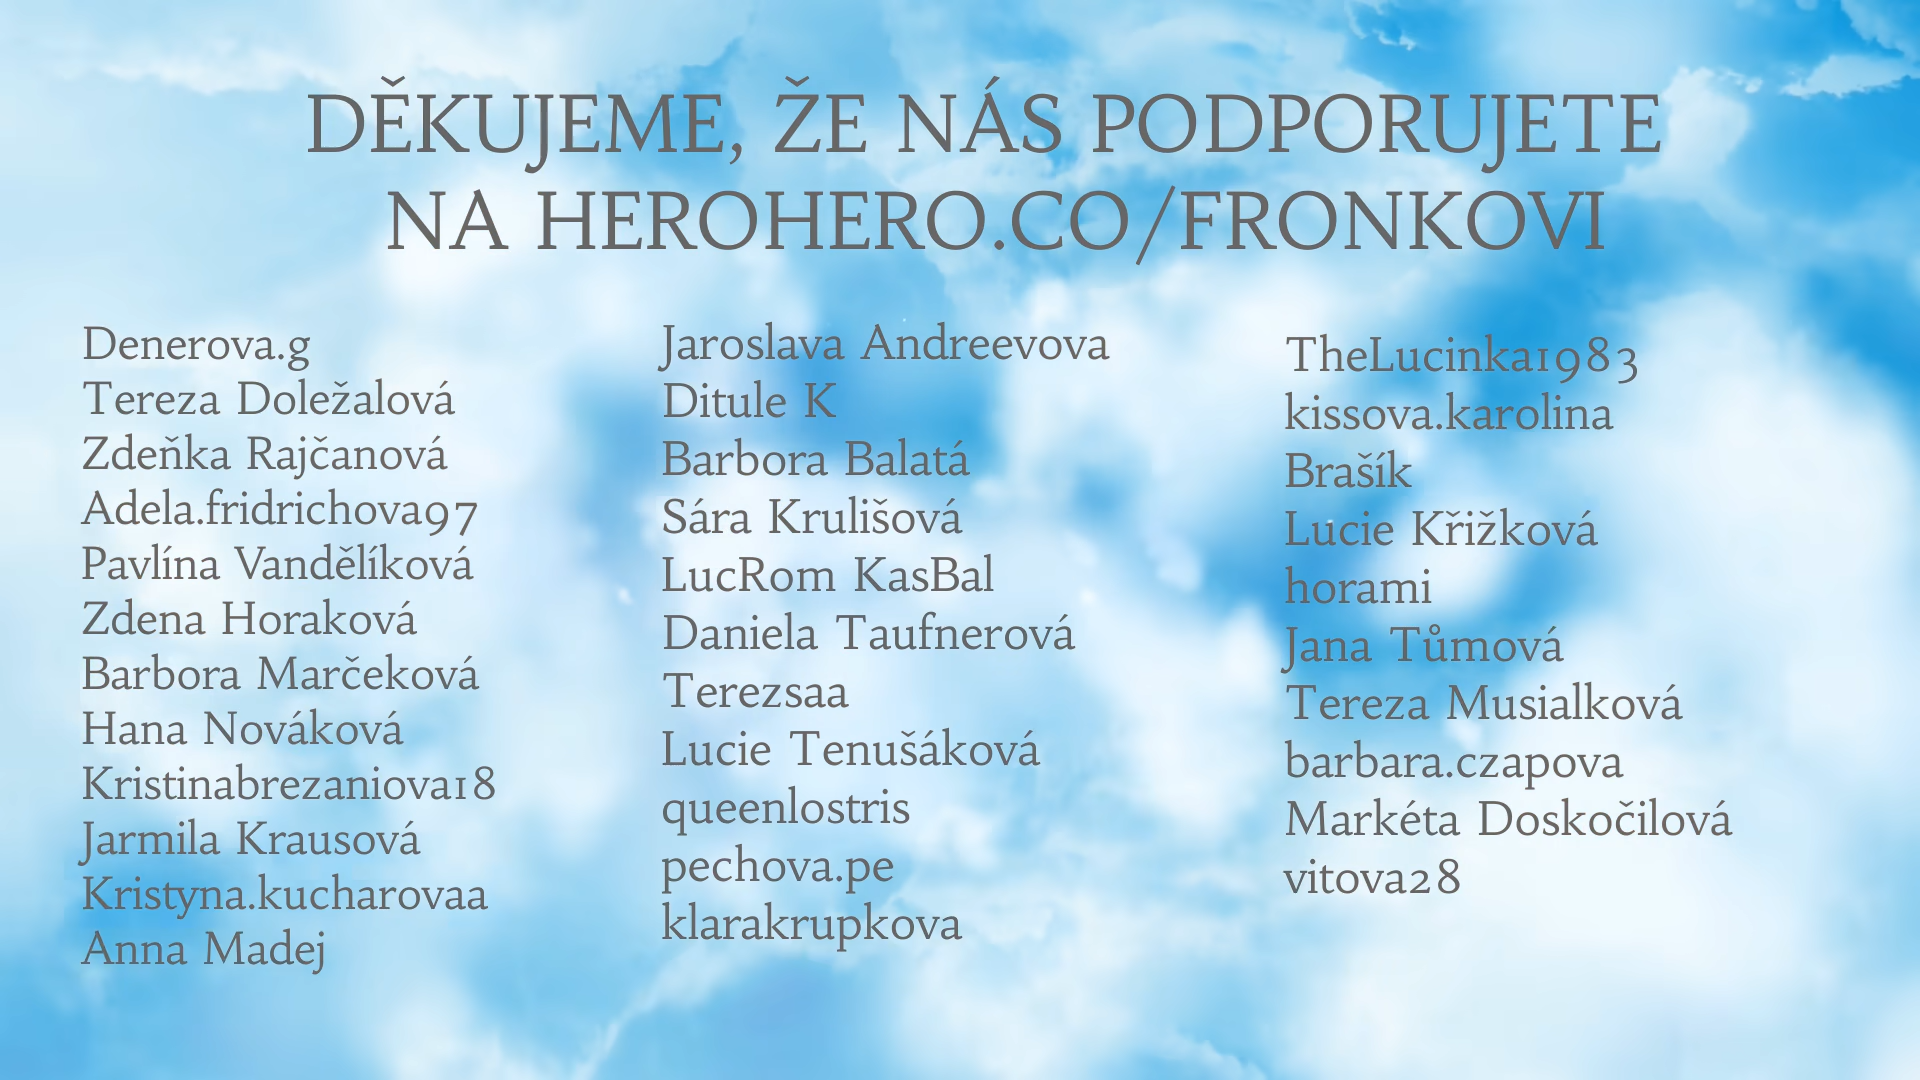 DĚKUJEME, ŽE NÁS PODPORUJETE
NA HEROHERO.CO/FRONKOVI
Denerova.g
Tereza Doležalová
Zdeňka Rajčanová
Adela.fridrichova97
Pavlína Vandělíková
Zdena Horaková
Barbora Marčeková
Hana Nováková
Kristinabrezaniova18
Jarmila Krausová
Kristyna.kucharovaa
Anna Madej
Jaroslava Andreevova
Ditule K
Barbora Balatá
Sára Krulišová
LucRom KasBal
Daniela Taufnerová
Terezsaa
Lucie Tenušáková
queenlostris
pechova.pe
klarakrupkova
TheLucinka1983
kissova.karolina
Brašík
Lucie Křižková
horami
Jana Tůmová
Tereza Musialková
barbara.czapova
Markéta Doskočilová
vitova28